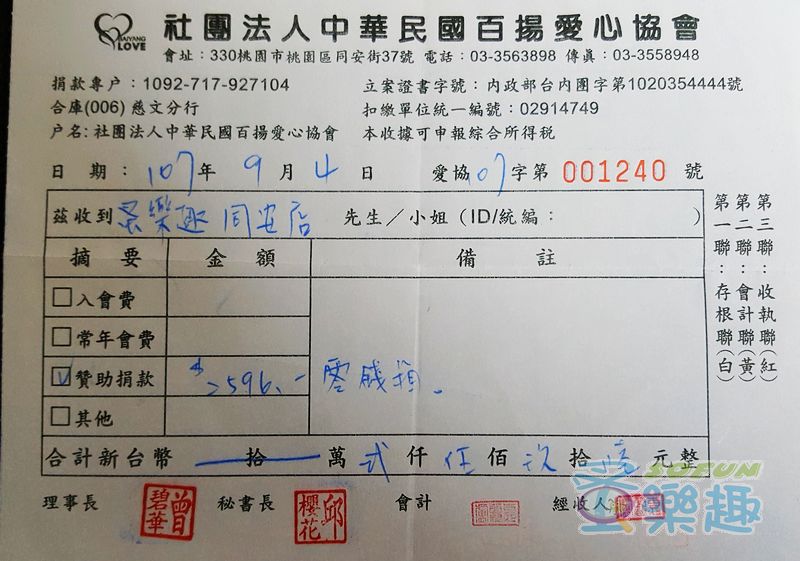 BAIYANG LOVE
社團法人中華民國百揚愛心協會
會址：330桃園市桃園區同安街37號 電話：03-3563898 傳真：03-3558948
捐款專戶：1092-717-927104
立案證書字號：內政部台內團字第1020354444號
合庫(006) 慈文分行
扣繳單位統一編號：02914749
戶名: 社團法人中華民國百揚愛心協會
本收據可申報綜合所得稅
日 期：107年 9 月 4 日 愛協07字第 001240 號
茲收到 樂趣 同安店 先生／小姐（ID/統編： ）
摘 要 金 額 備 註
入會費
常年會費
贊助捐款 $2596.- 零錢箱.
其他
合計新台幣 拾 萬 貳 仟 伍 佰 玖 拾 陸 元整
理事長 曾碧華 秘書長 邱櫻花 會計 經收人
第一聯：存根聯（白）
第二聯：會計聯（黃）
第三聯：收執聯（紅）
SOFUN
童樂趣